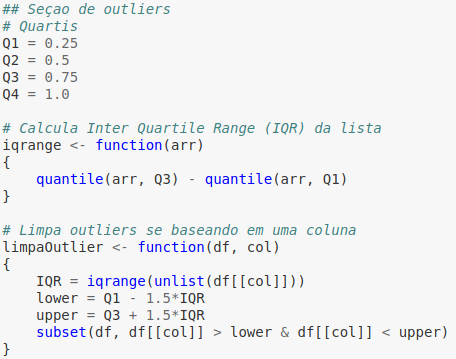 ## Seçao de outliers
# Quartis
Q1 = 0.25
Q2 = 0.5
Q3 = 0.75
Q4 = 1.0
# Calcula Inter Quartile Range (IQR) da lista
iqrange <- function(arr)
{
    quantile(arr, Q3) - quantile(arr, Q1)
}
# Limpa outliers se baseando em uma coluna
limpaOutlier <- function(df, col)
{
    IQR = iqrange(unlist(df[[col]]))
    lower = Q1 - 1.5*IQR
    upper = Q3 + 1.5*IQR
    subset(df, df[[col]] > lower & df[[col]] < upper)
}